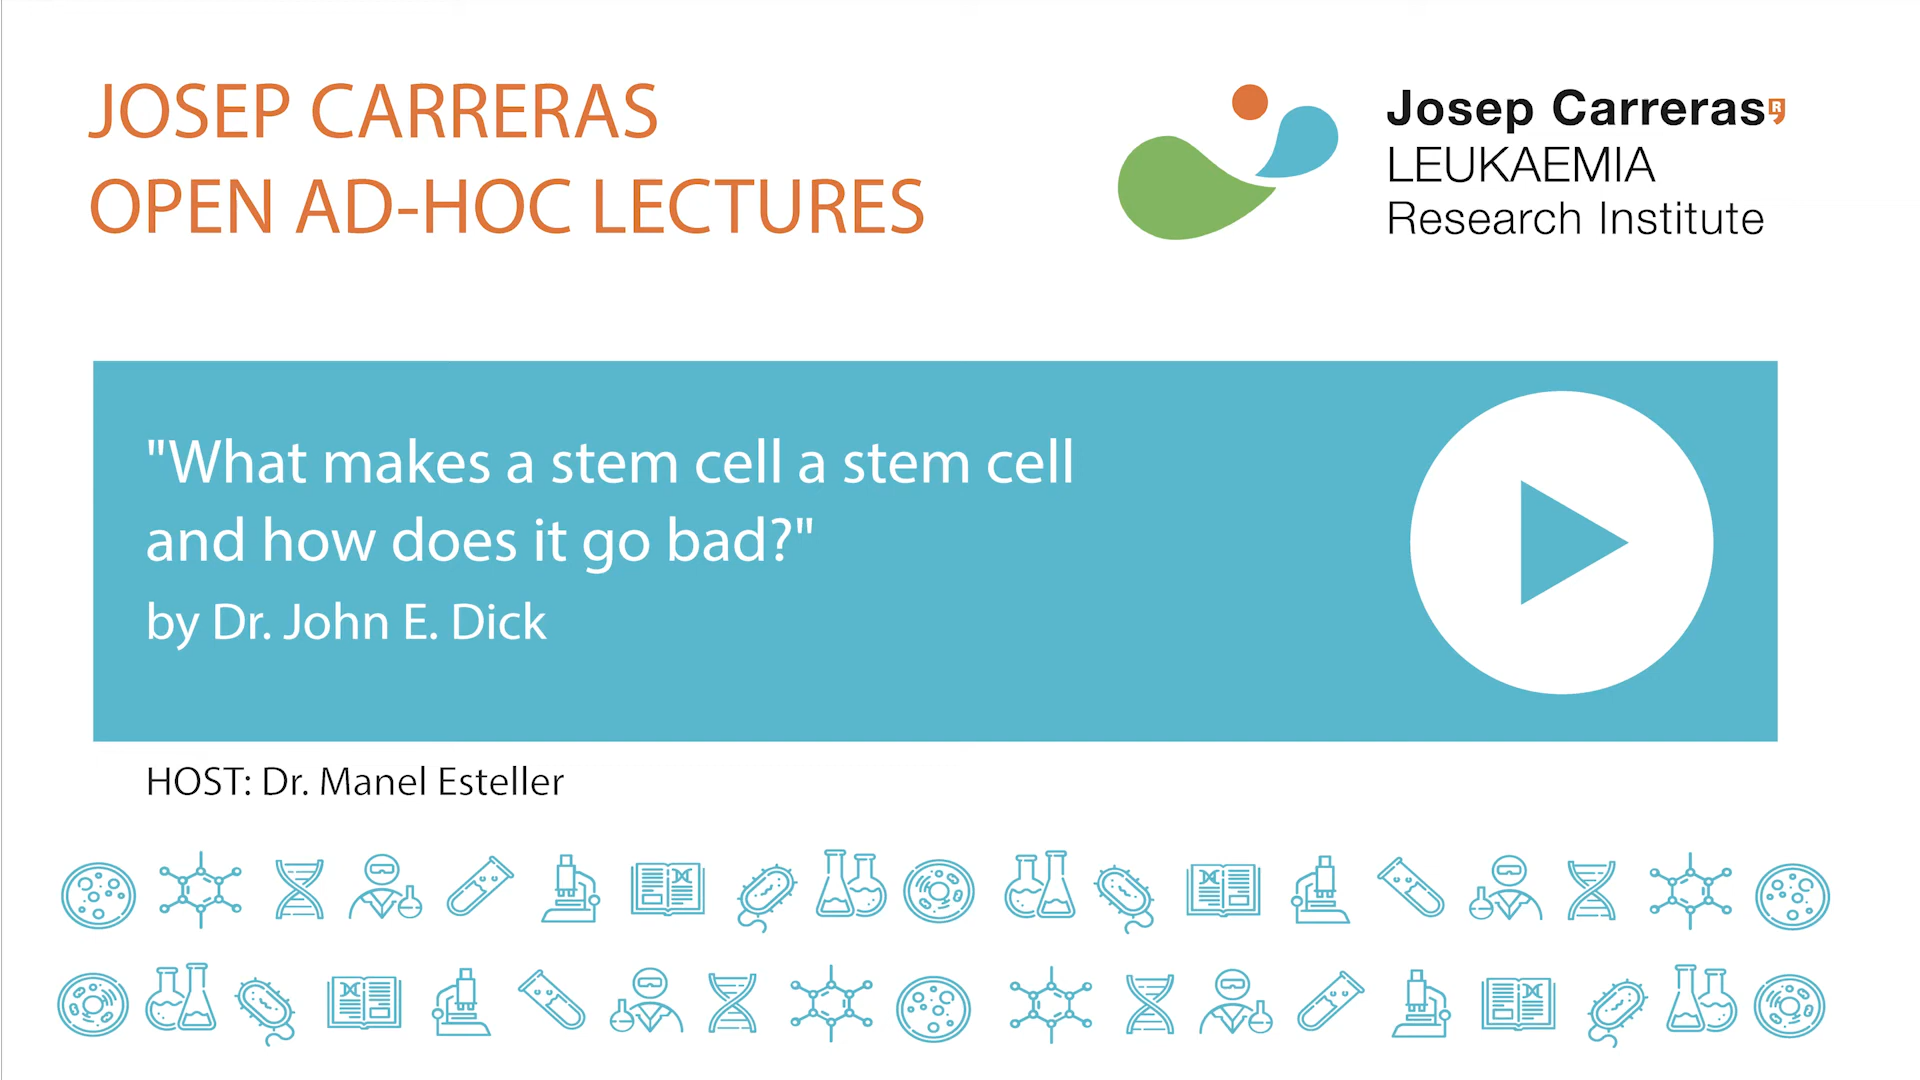 JOSEP CARRERAS
OPEN AD-HOC LECTURES
Josep Carreras R
LEUKAEMIA
Research Institute
"What makes a stem cell a stem cell
and how does it go bad?"
by Dr. John E. Dick
HOST: Dr. Manel Esteller